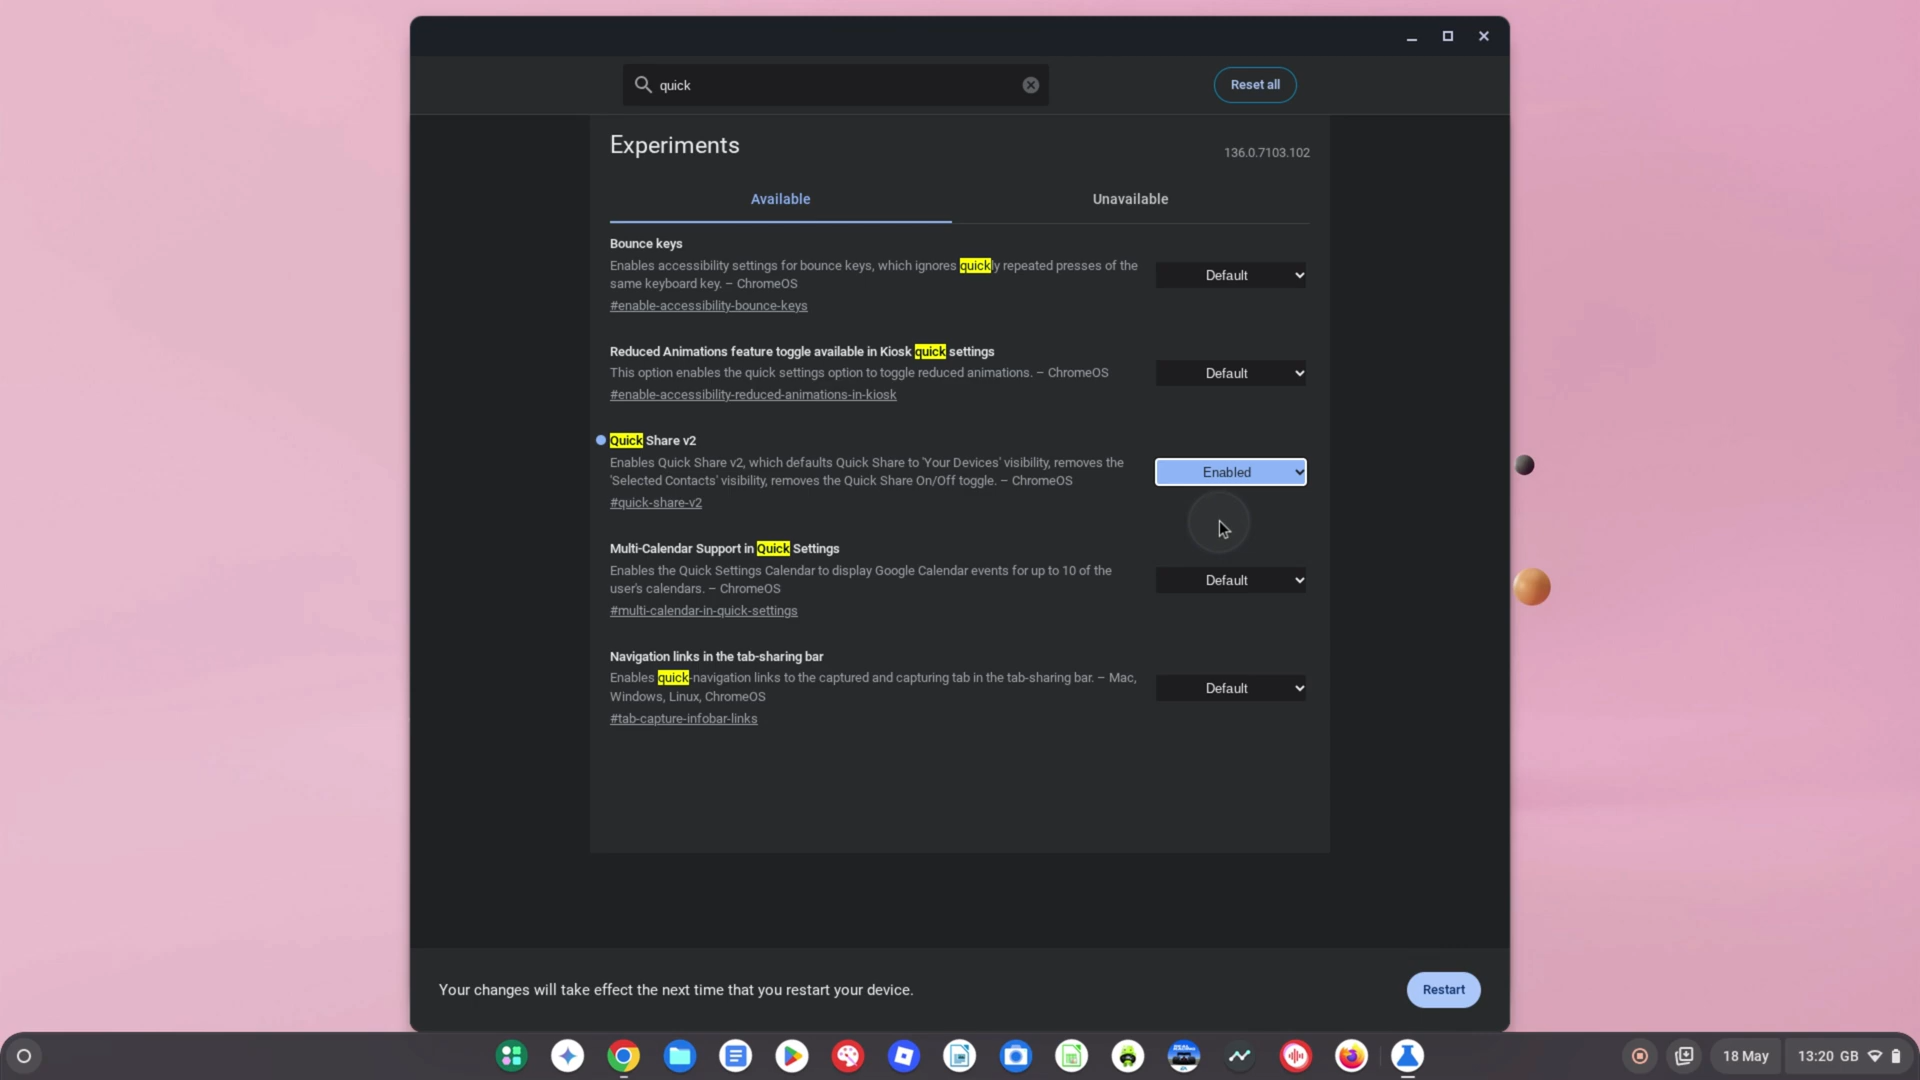 quick
Reset all
Experiments
136.0.7103.102
Available
Unavailable
Bounce keys
Enables accessibility settings for bounce keys, which ignores quickly repeated presses of the
same keyboard key. – ChromeOS
#enable-accessibility-bounce-keys
Default
Reduced Animations feature toggle available in Kiosk quick settings
This option enables the quick settings option to toggle reduced animations. – ChromeOS
#enable-accessibility-reduced-animations-in-kiosk
Default
Quick Share v2
Enables Quick Share v2, which defaults Quick Share to 'Your Devices' visibility, removes the
'Selected Contacts' visibility, removes the Quick Share On/Off toggle. – ChromeOS
#quick-share-v2
Enabled
Multi-Calendar Support in Quick Settings
Enables the Quick Settings Calendar to display Google Calendar events for up to 10 of the
user's calendars. – ChromeOS
#multi-calendar-in-quick-settings
Default
Navigation links in the tab-sharing bar
Enables quick-navigation links to the captured and capturing tab in the tab-sharing bar. – Mac,
Windows, Linux, ChromeOS
#tab-capture-infobar-links
Default
Your changes will take effect the next time that you restart your device.
Restart
18 May
13:20 GB